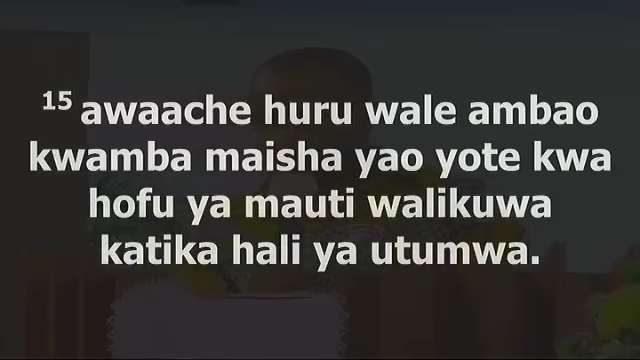 15 awaache huru wale ambao
kwamba maisha yao yote kwa
hofu ya mauti walikuwa
katika hali ya utumwa.